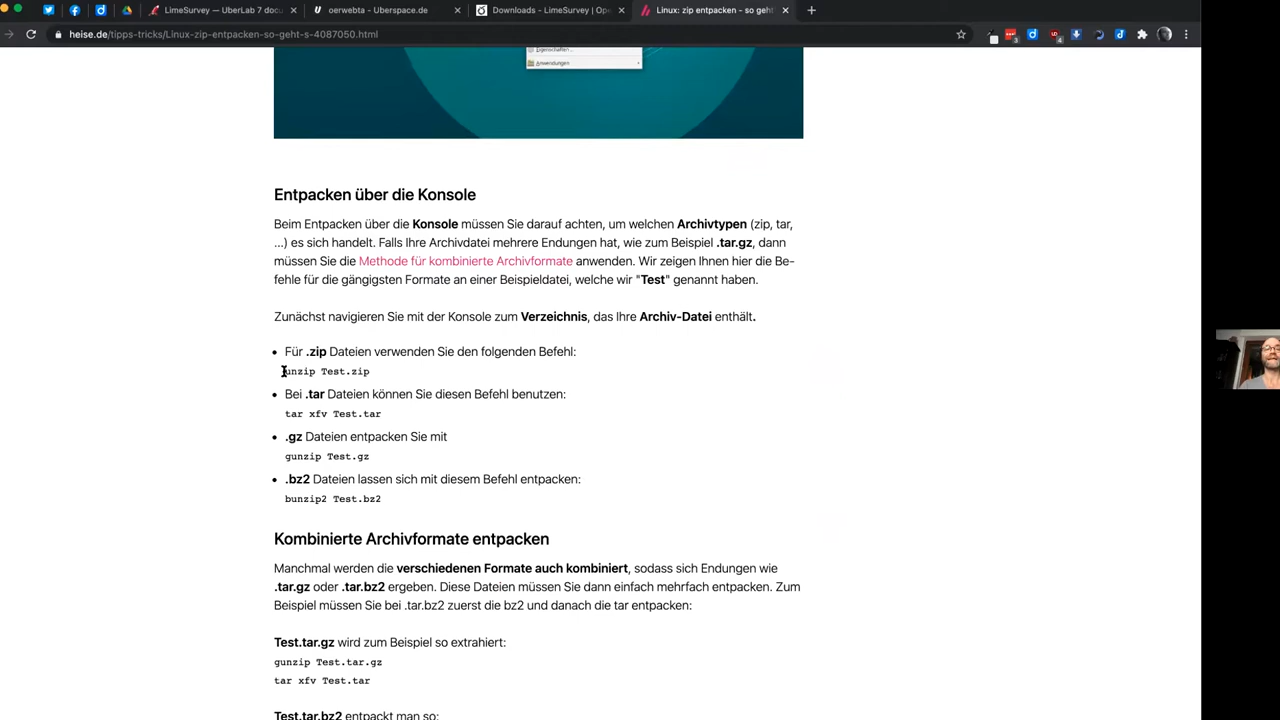 LimeSurvey — UberLab 7 docu
oerwebta - Uberspace.de
Downloads - LimeSurvey | Ope
Linux: zip entpacken - so geht
heise.de/tipps-tricks/Linux-zip-entpacken-so-geht-s-4087050.html
Eigenschaften...
Anwendungen
Entpacken über die Konsole
Beim Entpacken über die Konsole müssen Sie darauf achten, um welchen Archivtypen (zip, tar,
...) es sich handelt. Falls Ihre Archivdatei mehrere Endungen hat, wie zum Beispiel .tar.gz, dann
müssen Sie die Methode für kombinierte Archivformate anwenden. Wir zeigen Ihnen hier die Be-
fehle für die gängigsten Formate an einer Beispieldatei, welche wir "Test" genannt haben.
Zunächst navigieren Sie mit der Konsole zum Verzeichnis, das Ihre Archiv-Datei enthält.
• Für .zip Dateien verwenden Sie den folgenden Befehl:
unzip Test.zip
• Bei .tar Dateien können Sie diesen Befehl benutzen:
tar xfv Test.tar
• .gz Dateien entpacken Sie mit
gunzip Test.gz
• .bz2 Dateien lassen sich mit diesem Befehl entpacken:
bunzip2 Test.bz2
Kombinierte Archivformate entpacken
Manchmal werden die verschiedenen Formate auch kombiniert, sodass sich Endungen wie
.tar.gz oder .tar.bz2 ergeben. Diese Dateien müssen Sie dann einfach mehrfach entpacken. Zum
Beispiel müssen Sie bei .tar.bz2 zuerst die bz2 und danach die tar entpacken:
Test.tar.gz wird zum Beispiel so extrahiert:
gunzip Test.tar.gz
tar xfv Test.tar
Test.tar.bz2 entpackt man so: